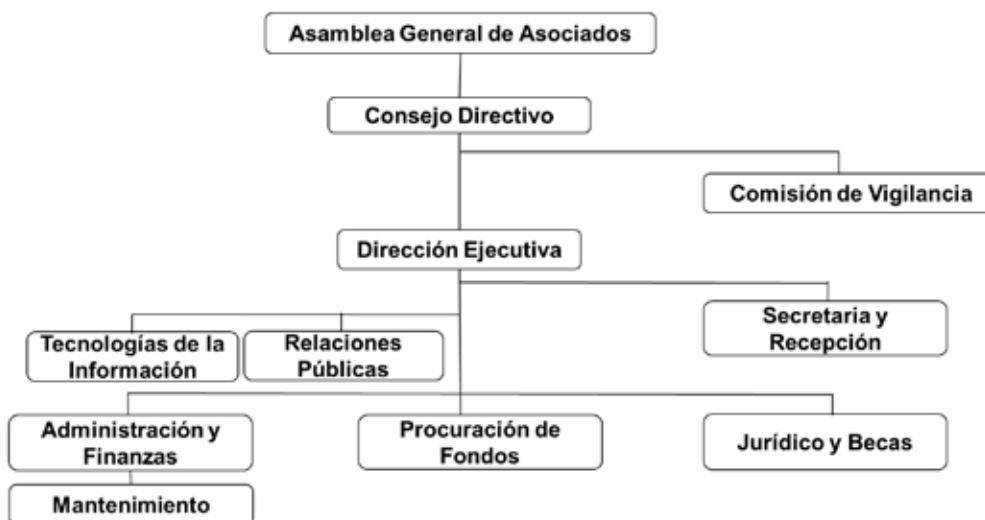 Asamblea General de Asociados
Consejo Directivo
Comisión de Vigilancia
Dirección Ejecutiva
Secretaria y
Recepción
Tecnologías de la
Información
Relaciones
Públicas
Administración y
Finanzas
Procuración de
Fondos
Jurídico y Becas
Mantenimiento